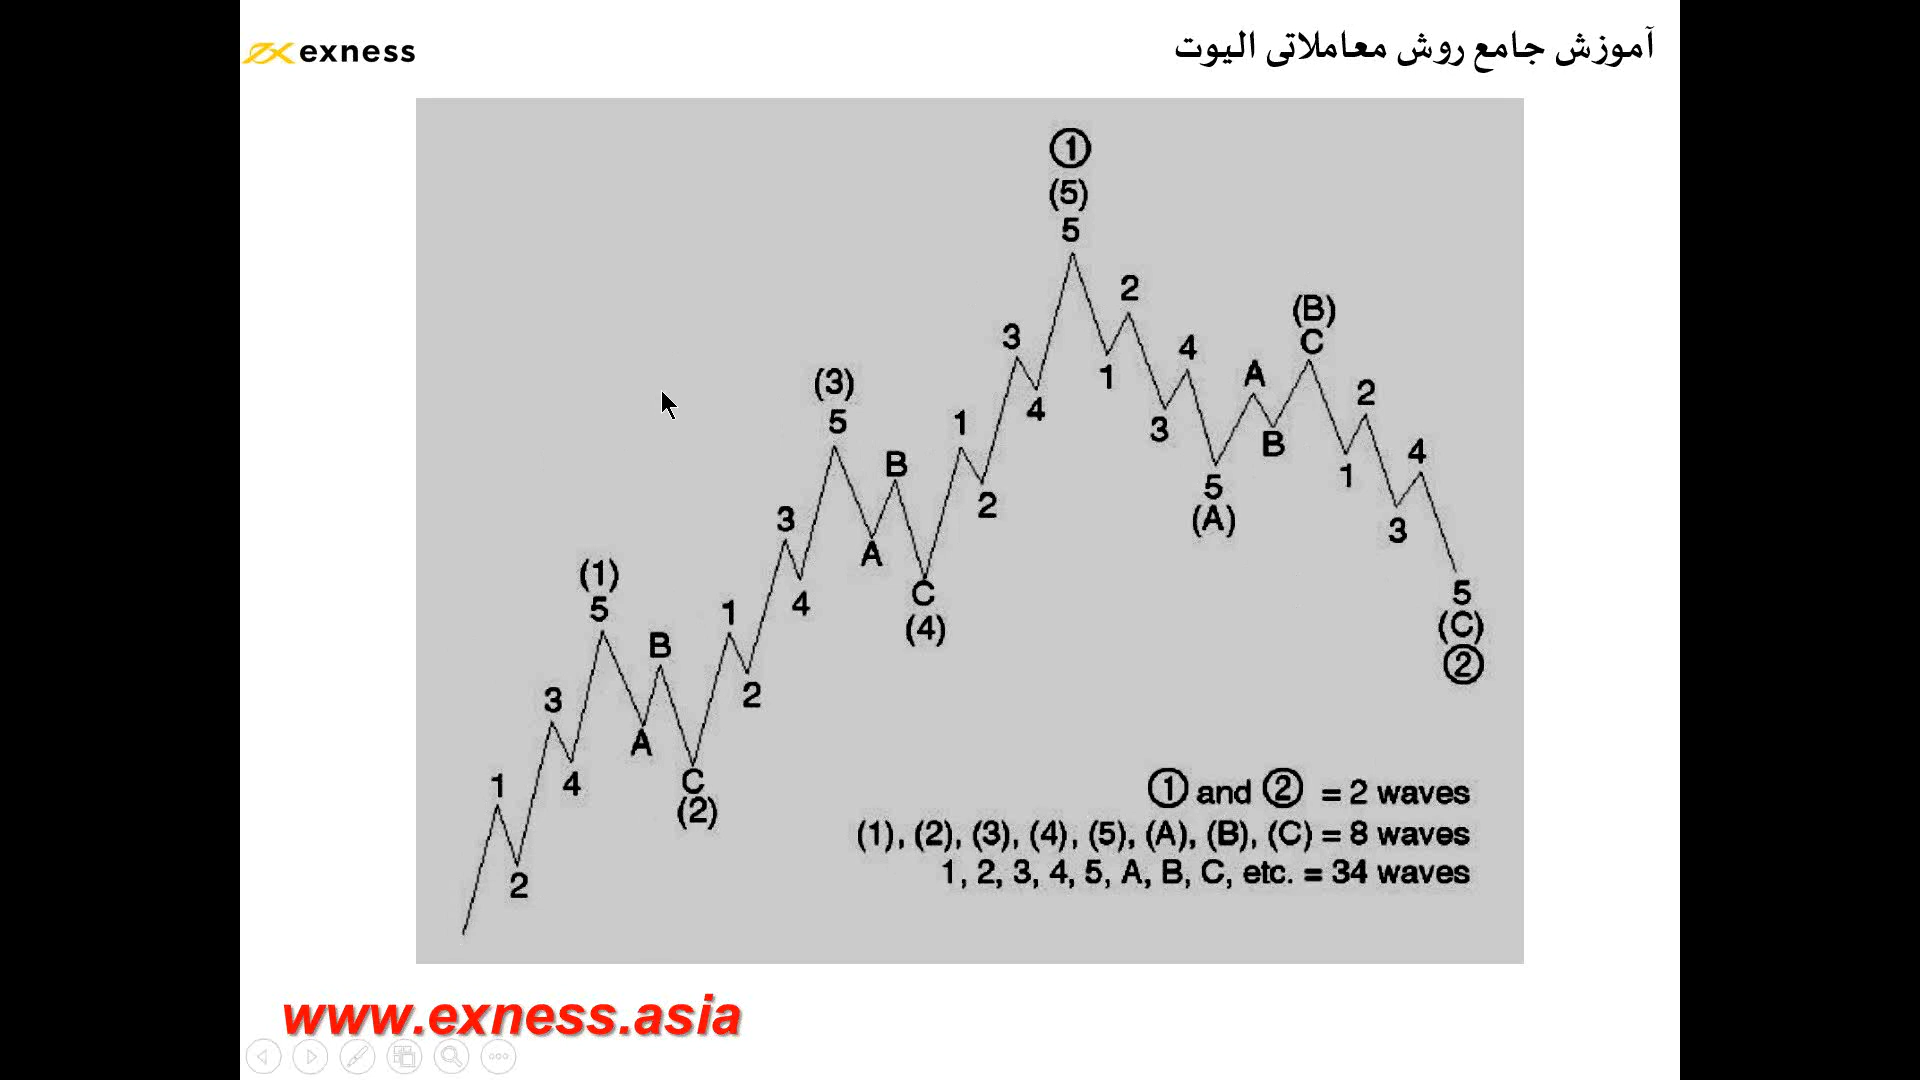 exness
آموزش جامع روش معاملاتی الیوت
①
(5)
5
2
(B)
C
3
4
(3)
5
A
1
2
1
4
4
B
3
B
4
2
5
(A)
1
3
3
A
(1)
5
C
(4)
5
(C)
②
1
4
B
2
3
A
1
4
C
(2)
2
① and ② = 2 waves
(1), (2), (3), (4), (5), (A), (B), (C) = 8 waves
1, 2, 3, 4, 5, A, B, C, etc. = 34 waves
www.exness.asia